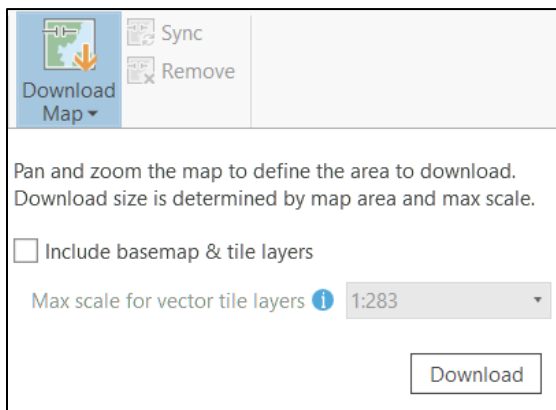 Sync
Remove
Download
Map
Pan and zoom the map to define the area to download.
Download size is determined by map area and max scale.
Include basemap & tile layers
Max scale for vector tile layers 1:283
Download